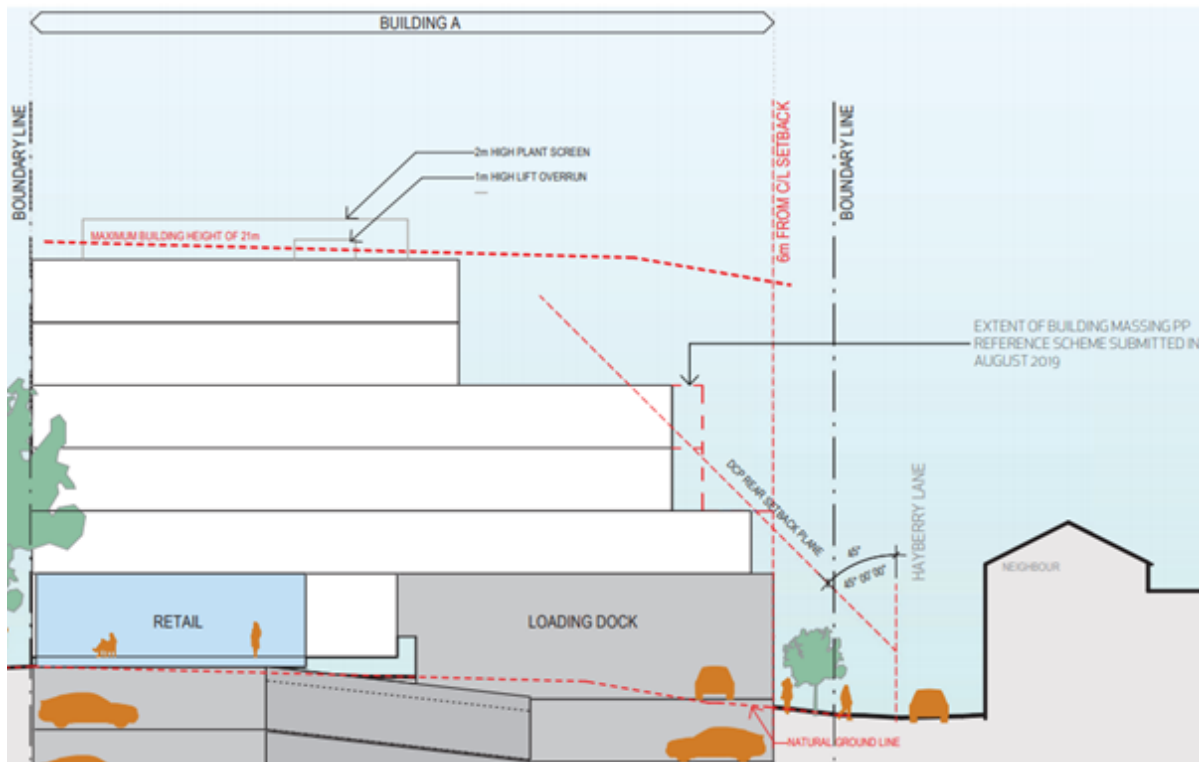 BUILDING A
BOUNDARY LINE
6m FROM C/L SETBACK
BOUNDARY LINE
2m HIGH PLANT SCREEN
1m HIGH LIFT OVERRUN
MAXIMUM BUILDING HEIGHT OF 21m
EXTENT OF BUILDING MASSING PP
REFERENCE SCHEME SUBMITTED IN
AUGUST 2019
DCP REAR SETBACK PLANE
HAYBERRY LANE
45°
45° 00' 00"
NEIGHBOUR
RETAIL
LOADING DOCK
NATURAL GROUND LINE